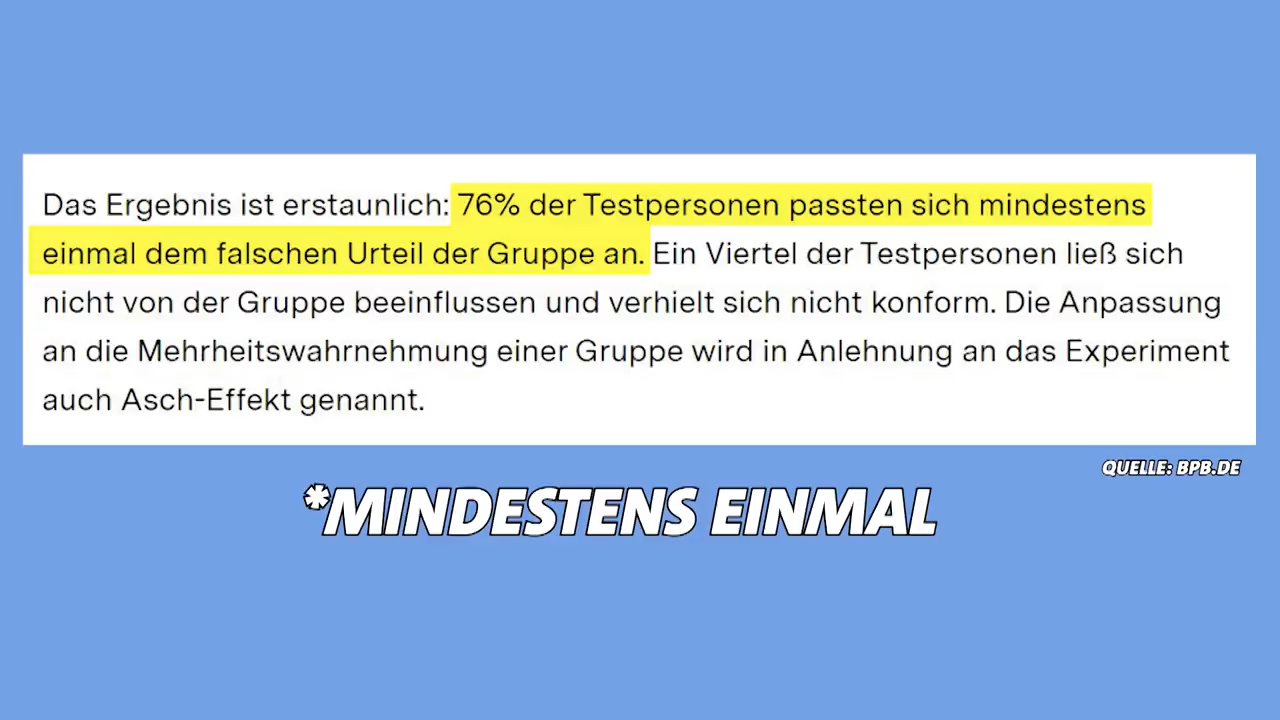 Das Ergebnis ist erstaunlich: 76% der Testpersonen passten sich mindestens
einmal dem falschen Urteil der Gruppe an. Ein Viertel der Testpersonen ließ sich
nicht von der Gruppe beeinflussen und verhielt sich nicht konform. Die Anpassung
an die Mehrheitswahrnehmung einer Gruppe wird in Anlehnung an das Experiment
auch Asch-Effekt genannt.
QUELLE: BPB.DE
*MINDESTENS EINMAL